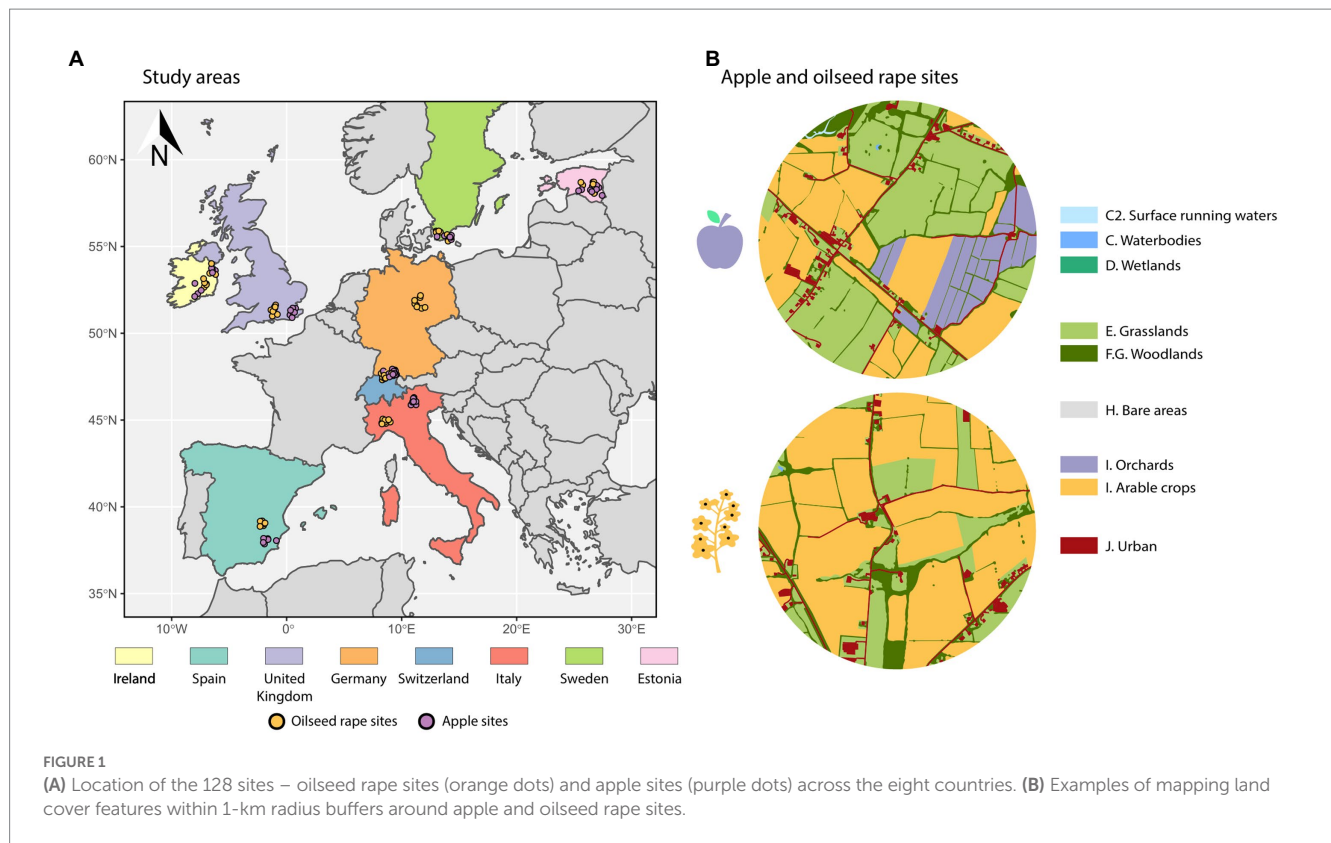 A
Study areas
N
60°N
55°N
50°N
45°N
40°N
35°N
10°W
0°
10°E
20°E
30°E
Ireland
Spain
United
Kingdom
Germany
Switzerland
Italy
Sweden
Estonia
Oilseed rape sites
Apple sites
B
Apple and oilseed rape sites
C2. Surface running waters
C. Waterbodies
D. Wetlands
E. Grasslands
F.G. Woodlands
H. Bare areas
I. Orchards
I. Arable crops
J. Urban
FIGURE 1
(A) Location of the 128 sites – oilseed rape sites (orange dots) and apple sites (purple dots) across the eight countries. (B) Examples of mapping land
cover features within 1-km radius buffers around apple and oilseed rape sites.